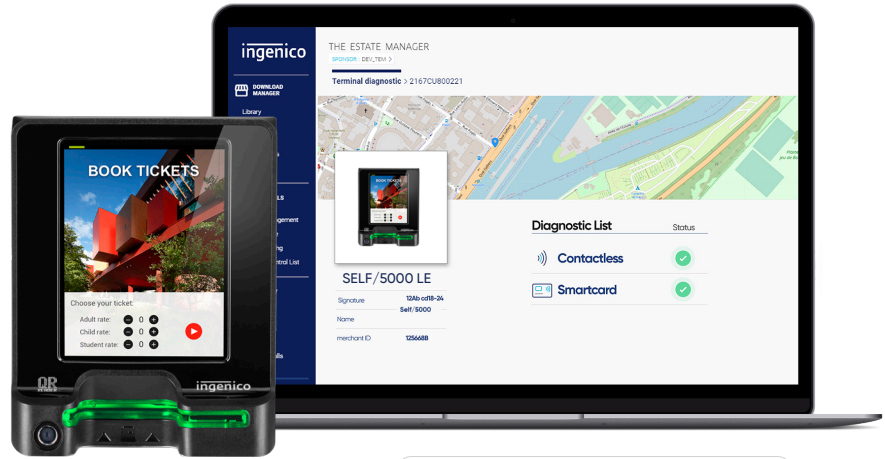 ingenico
THE ESTATE MANAGER
SPONSOR : DEV_TEM >
Terminal diagnostic > 2167CU800221
DOWNLOAD
MANAGER
Library
BOOK TICKETS
Choose your ticket:
Adult rate: 0
Child rate: 0
Student rate: 0
QR
ingenico
BOOK TICKETS
SELF/5000 LE
Signature 12Ab cd18-24
Name Self/5000
merchant ID 125668B
Diagnostic List Status
Contactless
Smartcard